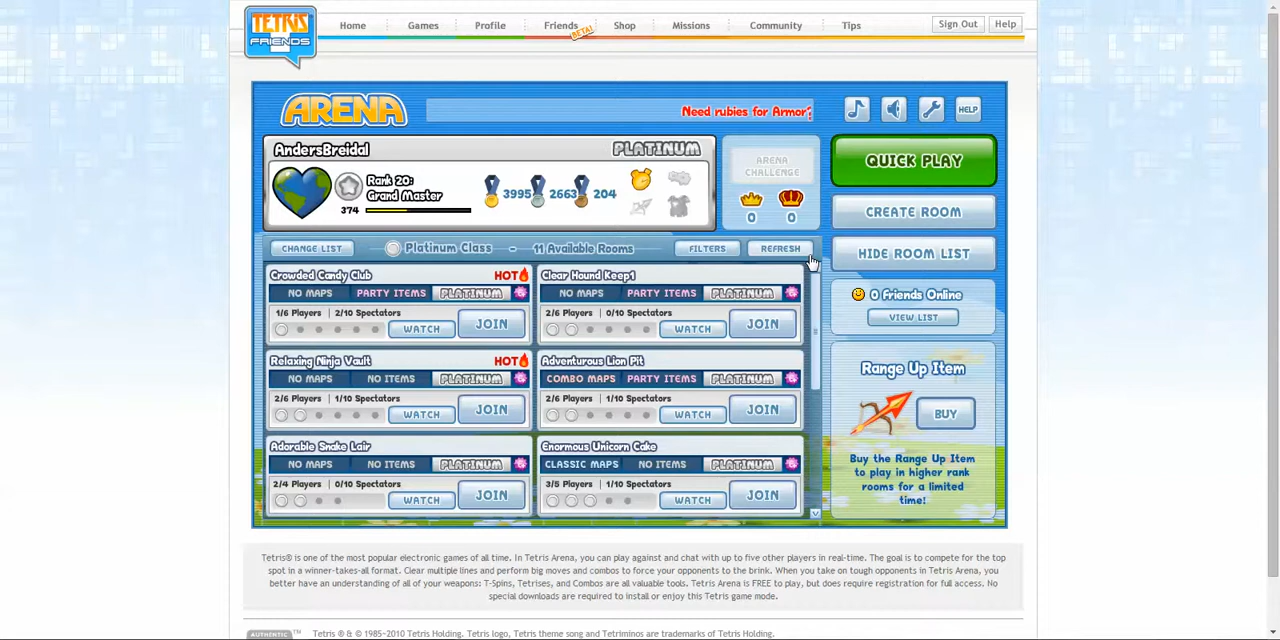 TETRIS
FRIENDS
Home Games Profile Friends Shop Missions Community Tips
BETA!
Sign Out Help
ARENA
Need rubies for Armor?
HELP
AndersBreidal PLATINUM
Rank 20:
Grand Master
374
3995 2663 204
ARENA
CHALLENGE
0 0
QUICK PLAY
CREATE ROOM
HIDE ROOM LIST
CHANGE LIST Platinum Class - 11 Available Rooms FILTERS REFRESH
Crowded Candy Club HOT
NO MAPS PARTY ITEMS PLATINUM
1/6 Players | 2/10 Spectators
WATCH JOIN
Clear Hound Keep1
NO MAPS PARTY ITEMS PLATINUM
2/6 Players | 0/10 Spectators
WATCH JOIN
Relaxing Ninja Vault HOT
NO MAPS NO ITEMS PLATINUM
2/6 Players | 1/10 Spectators
WATCH JOIN
Adventurous Lion Pit
COMBO MAPS PARTY ITEMS PLATINUM
2/6 Players | 1/10 Spectators
WATCH JOIN
Adorable Snake Lair
NO MAPS NO ITEMS PLATINUM
2/4 Players | 0/10 Spectators
WATCH JOIN
Enormous Unicorn Cake
CLASSIC MAPS NO ITEMS PLATINUM
3/5 Players | 1/10 Spectators
WATCH JOIN
0 Friends Online
VIEW LIST
Range Up Item
BUY
Buy the Range Up Item
to play in higher rank
rooms for a limited
time!
Tetris® is one of the most popular electronic games of all time. In Tetris Arena, you can play against and chat with up to five other players in real-time. The goal is to compete for the top
spot in a winner-takes-all format. Clear multiple lines and perform big moves and combos to force your opponents to the brink. When you take on tough opponents in Tetris Arena, you
better have an understanding of all of your weapons: T-Spins, Tetrises, and Combos are all valuable tools. Tetris Arena is FREE to play, but does require registration for full access. No
special downloads are required to install or enjoy this Tetris game mode.
AUTHENTIC ™ Tetris ® & © 1985~2010 Tetris Holding. Tetris logo, Tetris theme song and Tetriminos are trademarks of Tetris Holding.